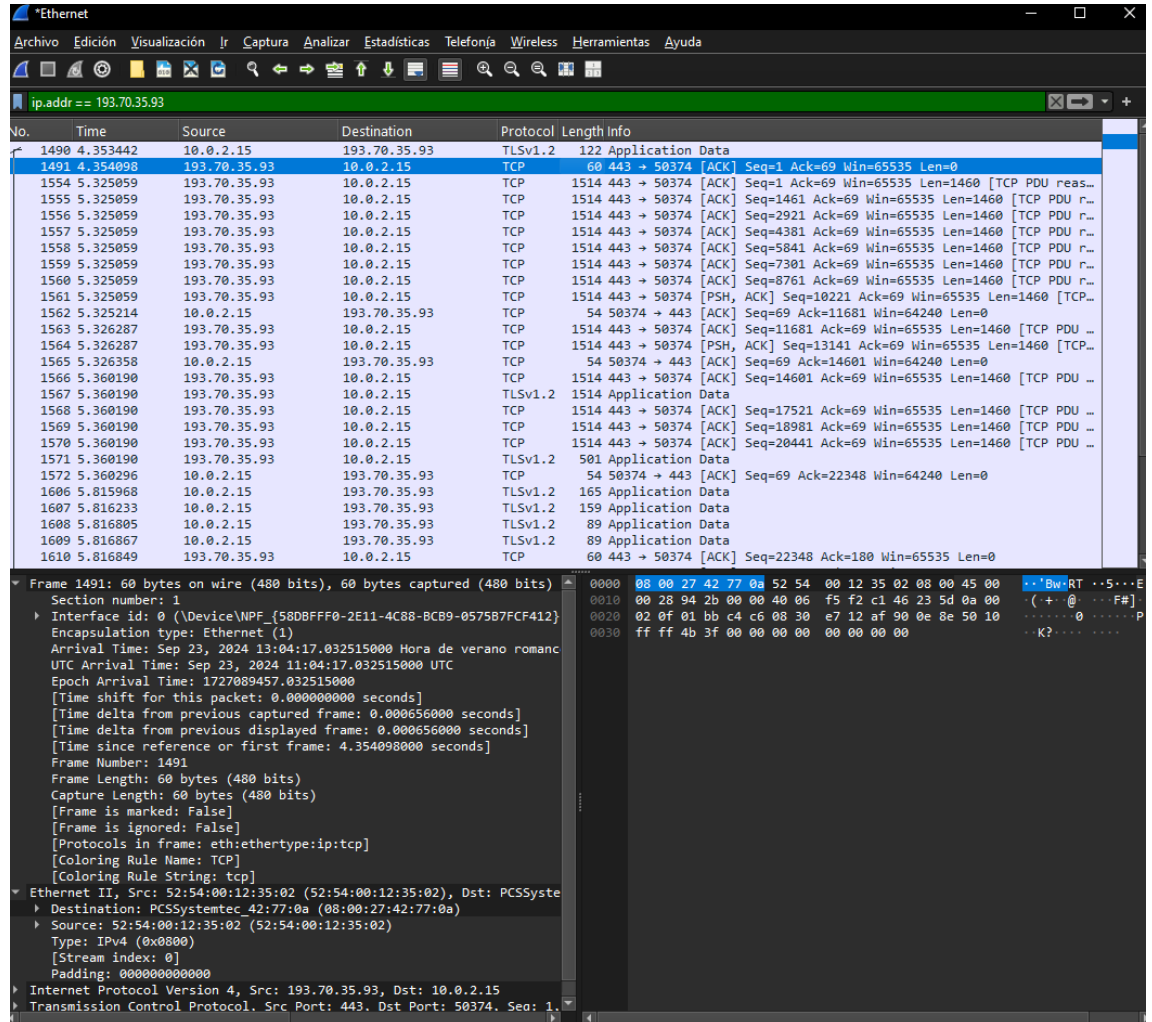 *Ethernet
Archivo Edición Visualización Ir Captura Analizar Estadísticas Telefonía Wireless Herramientas Ayuda
ip.addr == 193.70.35.93
No. Time Source Destination Protocol Length Info
1490 4.353442 10.0.2.15 193.70.35.93 TLSv1.2 122 Application Data
1491 4.354098 193.70.35.93 10.0.2.15 TCP 60 443 → 50374 [ACK] Seq=1 Ack=69 Win=65535 Len=0
1554 5.325059 193.70.35.93 10.0.2.15 TCP 1514 443 → 50374 [ACK] Seq=1 Ack=69 Win=65535 Len=1460 [TCP PDU reas…
1555 5.325059 193.70.35.93 10.0.2.15 TCP 1514 443 → 50374 [ACK] Seq=1461 Ack=69 Win=65535 Len=1460 [TCP PDU r…
1556 5.325059 193.70.35.93 10.0.2.15 TCP 1514 443 → 50374 [ACK] Seq=2921 Ack=69 Win=65535 Len=1460 [TCP PDU r…
1557 5.325059 193.70.35.93 10.0.2.15 TCP 1514 443 → 50374 [ACK] Seq=4381 Ack=69 Win=65535 Len=1460 [TCP PDU r…
1558 5.325059 193.70.35.93 10.0.2.15 TCP 1514 443 → 50374 [ACK] Seq=5841 Ack=69 Win=65535 Len=1460 [TCP PDU r…
1559 5.325059 193.70.35.93 10.0.2.15 TCP 1514 443 → 50374 [ACK] Seq=7301 Ack=69 Win=65535 Len=1460 [TCP PDU r…
1560 5.325059 193.70.35.93 10.0.2.15 TCP 1514 443 → 50374 [ACK] Seq=8761 Ack=69 Win=65535 Len=1460 [TCP PDU r…
1561 5.325059 193.70.35.93 10.0.2.15 TCP 1514 443 → 50374 [PSH, ACK] Seq=10221 Ack=69 Win=65535 Len=1460 [TCP…
1562 5.325214 10.0.2.15 193.70.35.93 TCP 54 50374 → 443 [ACK] Seq=69 Ack=11681 Win=64240 Len=0
1563 5.326287 193.70.35.93 10.0.2.15 TCP 1514 443 → 50374 [ACK] Seq=11681 Ack=69 Win=65535 Len=1460 [TCP PDU …
1564 5.326287 193.70.35.93 10.0.2.15 TCP 1514 443 → 50374 [PSH, ACK] Seq=13141 Ack=69 Win=65535 Len=1460 [TCP…
1565 5.326358 10.0.2.15 193.70.35.93 TCP 54 50374 → 443 [ACK] Seq=69 Ack=14601 Win=64240 Len=0
1566 5.360190 193.70.35.93 10.0.2.15 TCP 1514 443 → 50374 [ACK] Seq=14601 Ack=69 Win=65535 Len=1460 [TCP PDU …
1567 5.360190 193.70.35.93 10.0.2.15 TLSv1.2 1514 Application Data
1568 5.360190 193.70.35.93 10.0.2.15 TCP 1514 443 → 50374 [ACK] Seq=17521 Ack=69 Win=65535 Len=1460 [TCP PDU …
1569 5.360190 193.70.35.93 10.0.2.15 TCP 1514 443 → 50374 [ACK] Seq=18981 Ack=69 Win=65535 Len=1460 [TCP PDU …
1570 5.360190 193.70.35.93 10.0.2.15 TCP 1514 443 → 50374 [ACK] Seq=20441 Ack=69 Win=65535 Len=1460 [TCP PDU …
1571 5.360190 193.70.35.93 10.0.2.15 TLSv1.2 501 Application Data
1572 5.360296 10.0.2.15 193.70.35.93 TCP 54 50374 → 443 [ACK] Seq=69 Ack=22348 Win=64240 Len=0
1606 5.815968 10.0.2.15 193.70.35.93 TLSv1.2 165 Application Data
1607 5.816233 10.0.2.15 193.70.35.93 TLSv1.2 159 Application Data
1608 5.816805 10.0.2.15 193.70.35.93 TLSv1.2 89 Application Data
1609 5.816867 10.0.2.15 193.70.35.93 TLSv1.2 89 Application Data
1610 5.816849 193.70.35.93 10.0.2.15 TCP 60 443 → 50374 [ACK] Seq=22348 Ack=180 Win=65535 Len=0
Frame 1491: 60 bytes on wire (480 bits), 60 bytes captured (480 bits)
Section number: 1
Interface id: 0 (\Device\NPF_{58DBFFF0-2E11-4C88-BCB9-0575B7FCF412}
Encapsulation type: Ethernet (1)
Arrival Time: Sep 23, 2024 13:04:17.032515000 Hora de verano romanc
UTC Arrival Time: Sep 23, 2024 11:04:17.032515000 UTC
Epoch Arrival Time: 1727089457.032515000
[Time shift for this packet: 0.000000000 seconds]
[Time delta from previous captured frame: 0.000656000 seconds]
[Time delta from previous displayed frame: 0.000656000 seconds]
[Time since reference or first frame: 4.354098000 seconds]
Frame Number: 1491
Frame Length: 60 bytes (480 bits)
Capture Length: 60 bytes (480 bits)
[Frame is marked: False]
[Frame is ignored: False]
[Protocols in frame: eth:ethertype:ip:tcp]
[Coloring Rule Name: TCP]
[Coloring Rule String: tcp]
Ethernet II, Src: 52:54:00:12:35:02 (52:54:00:12:35:02), Dst: PCSSyste
Destination: PCSSystemtec_42:77:0a (08:00:27:42:77:0a)
Source: 52:54:00:12:35:02 (52:54:00:12:35:02)
Type: IPv4 (0x0800)
[Stream index: 0]
Padding: 000000000000
Internet Protocol Version 4, Src: 193.70.35.93, Dst: 10.0.2.15
Transmission Control Protocol, Src Port: 443, Dst Port: 50374, Seq: 1,
0000 08 00 27 42 77 0a 52 54 00 12 35 02 08 00 45 00 ··'Bw·RT ··5···E
0010 00 28 94 2b 00 00 40 06 f5 f2 c1 46 23 5d 0a 00 ·(·+··@· ···F#]·
0020 02 0f 01 bb c4 c6 08 30 e7 12 af 90 0e 8e 50 10 ·······0 ······P
0030 ff ff 4b 3f 00 00 00 00 00 00 00 00 ··K?···· ····